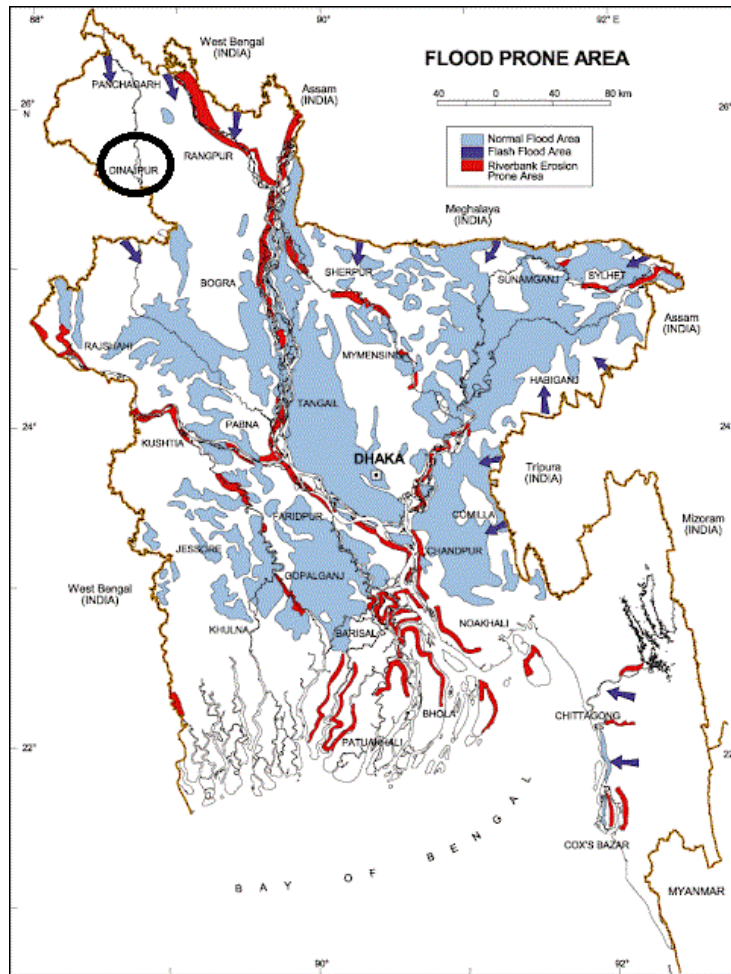 88
90
92 E
West Bengal
(INDIA)
FLOOD PRONE AREA
PANCHAGARH
Assam
(INDIA)
26°
N
26°
40 0 40 80 km
Normal Flood Area
Flash Flood Area
Riverbank Erosion
Prone Area
RANGPUR
DINAJPUR
Meghalaya
(INDIA)
SHERPUR
SUNAMGANJ
SYLHET
BOGRA
Assam
(INDIA)
RAJSHAHI
MYMENSINGH
HABIGANJ
TANGAIL
PABNA
24°
24°
KUSHTIA
DHAKA
Tripura
(INDIA)
FARIDPUR
COMILLA
Mizoram
(INDIA)
JESSORE
CHANDPUR
GOPALGANJ
West Bengal
(INDIA)
KHULNA
BARISAL
NOAKHALI
BHOLA
CHITTAGONG
PATUAKHALI
22°
22
COX'S BAZAR
BAY OF BENGAL
MYANMAR
90
92